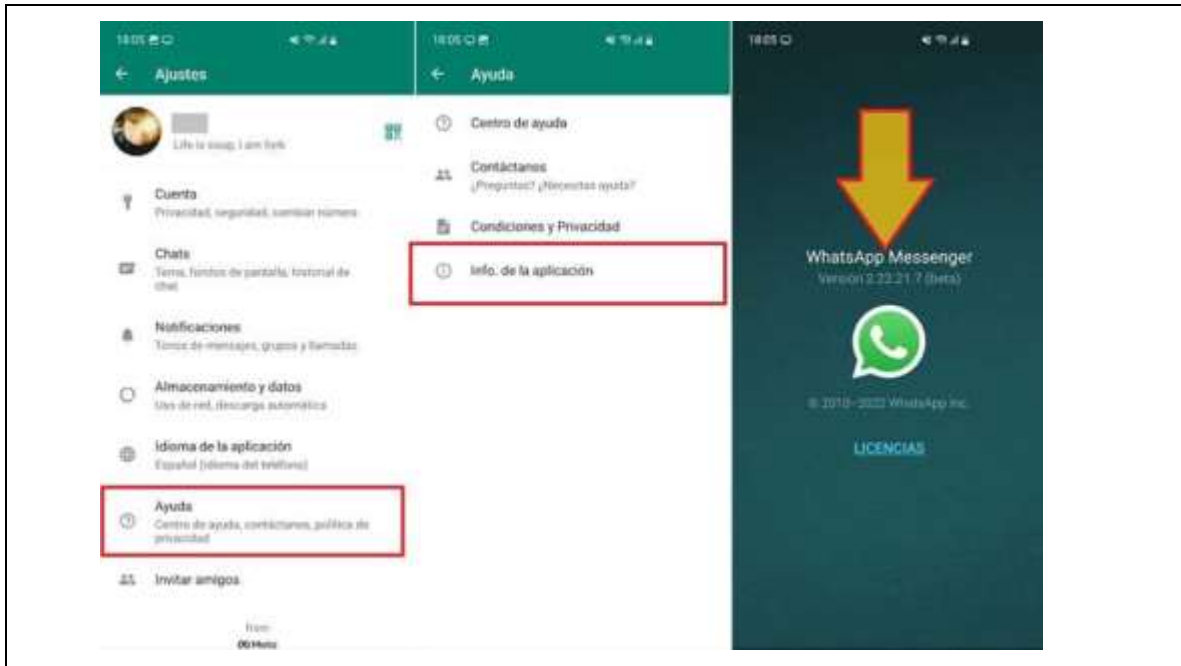 18:05
Ajustes
Life is soup, I am fork
Cuenta
Privacidad, seguridad, cambiar número
Chats
Tema, fondos de pantalla, historial de
chat
Notificaciones
Tonos de mensajes, grupos y llamadas
Almacenamiento y datos
Uso de red, descarga automática
Idioma de la aplicación
Español (idioma del teléfono)
Ayuda
Centro de ayuda, contáctanos, política de
privacidad
Invitar amigos
from
Meta
18:05
Ayuda
Centro de ayuda
Contáctanos
¿Preguntas? ¿Necesitas ayuda?
Condiciones y Privacidad
Info. de la aplicación
18:05
WhatsApp Messenger
Versión 2.22.21.7 (beta)
© 2010-2022 WhatsApp Inc.
LICENCIAS